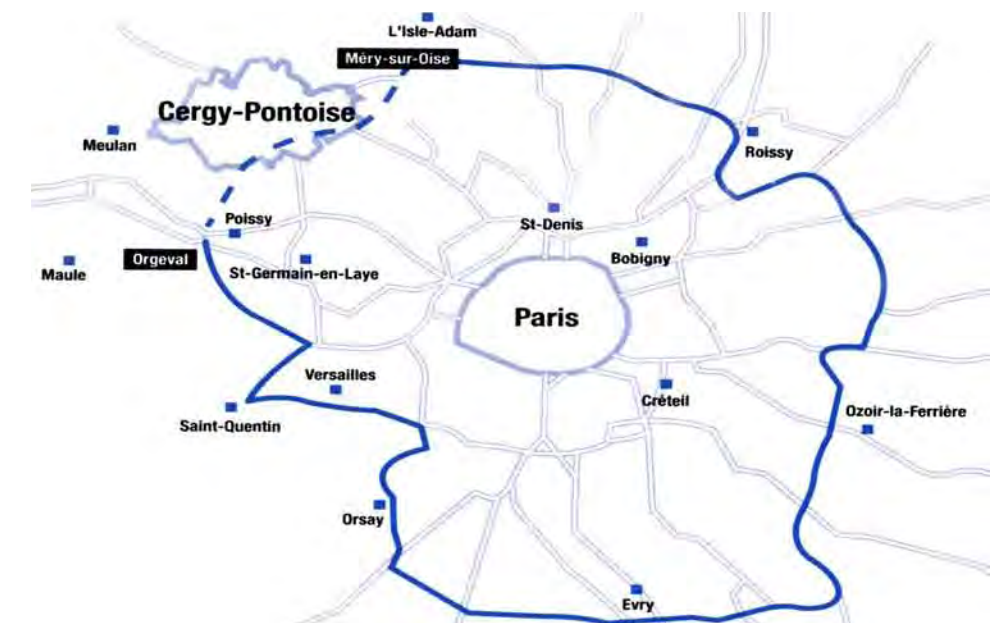 L'Isle-Adam
Méry-sur-Oise
Cergy-Pontoise
Meulan
Roissy
Poissy
St-Denis
Orgeval
Maule
St-Germain-en-Laye
Bobigny
Paris
Versailles
Créteil
Saint-Quentin
Ozoir-la-Ferrière
Orsay
Evry